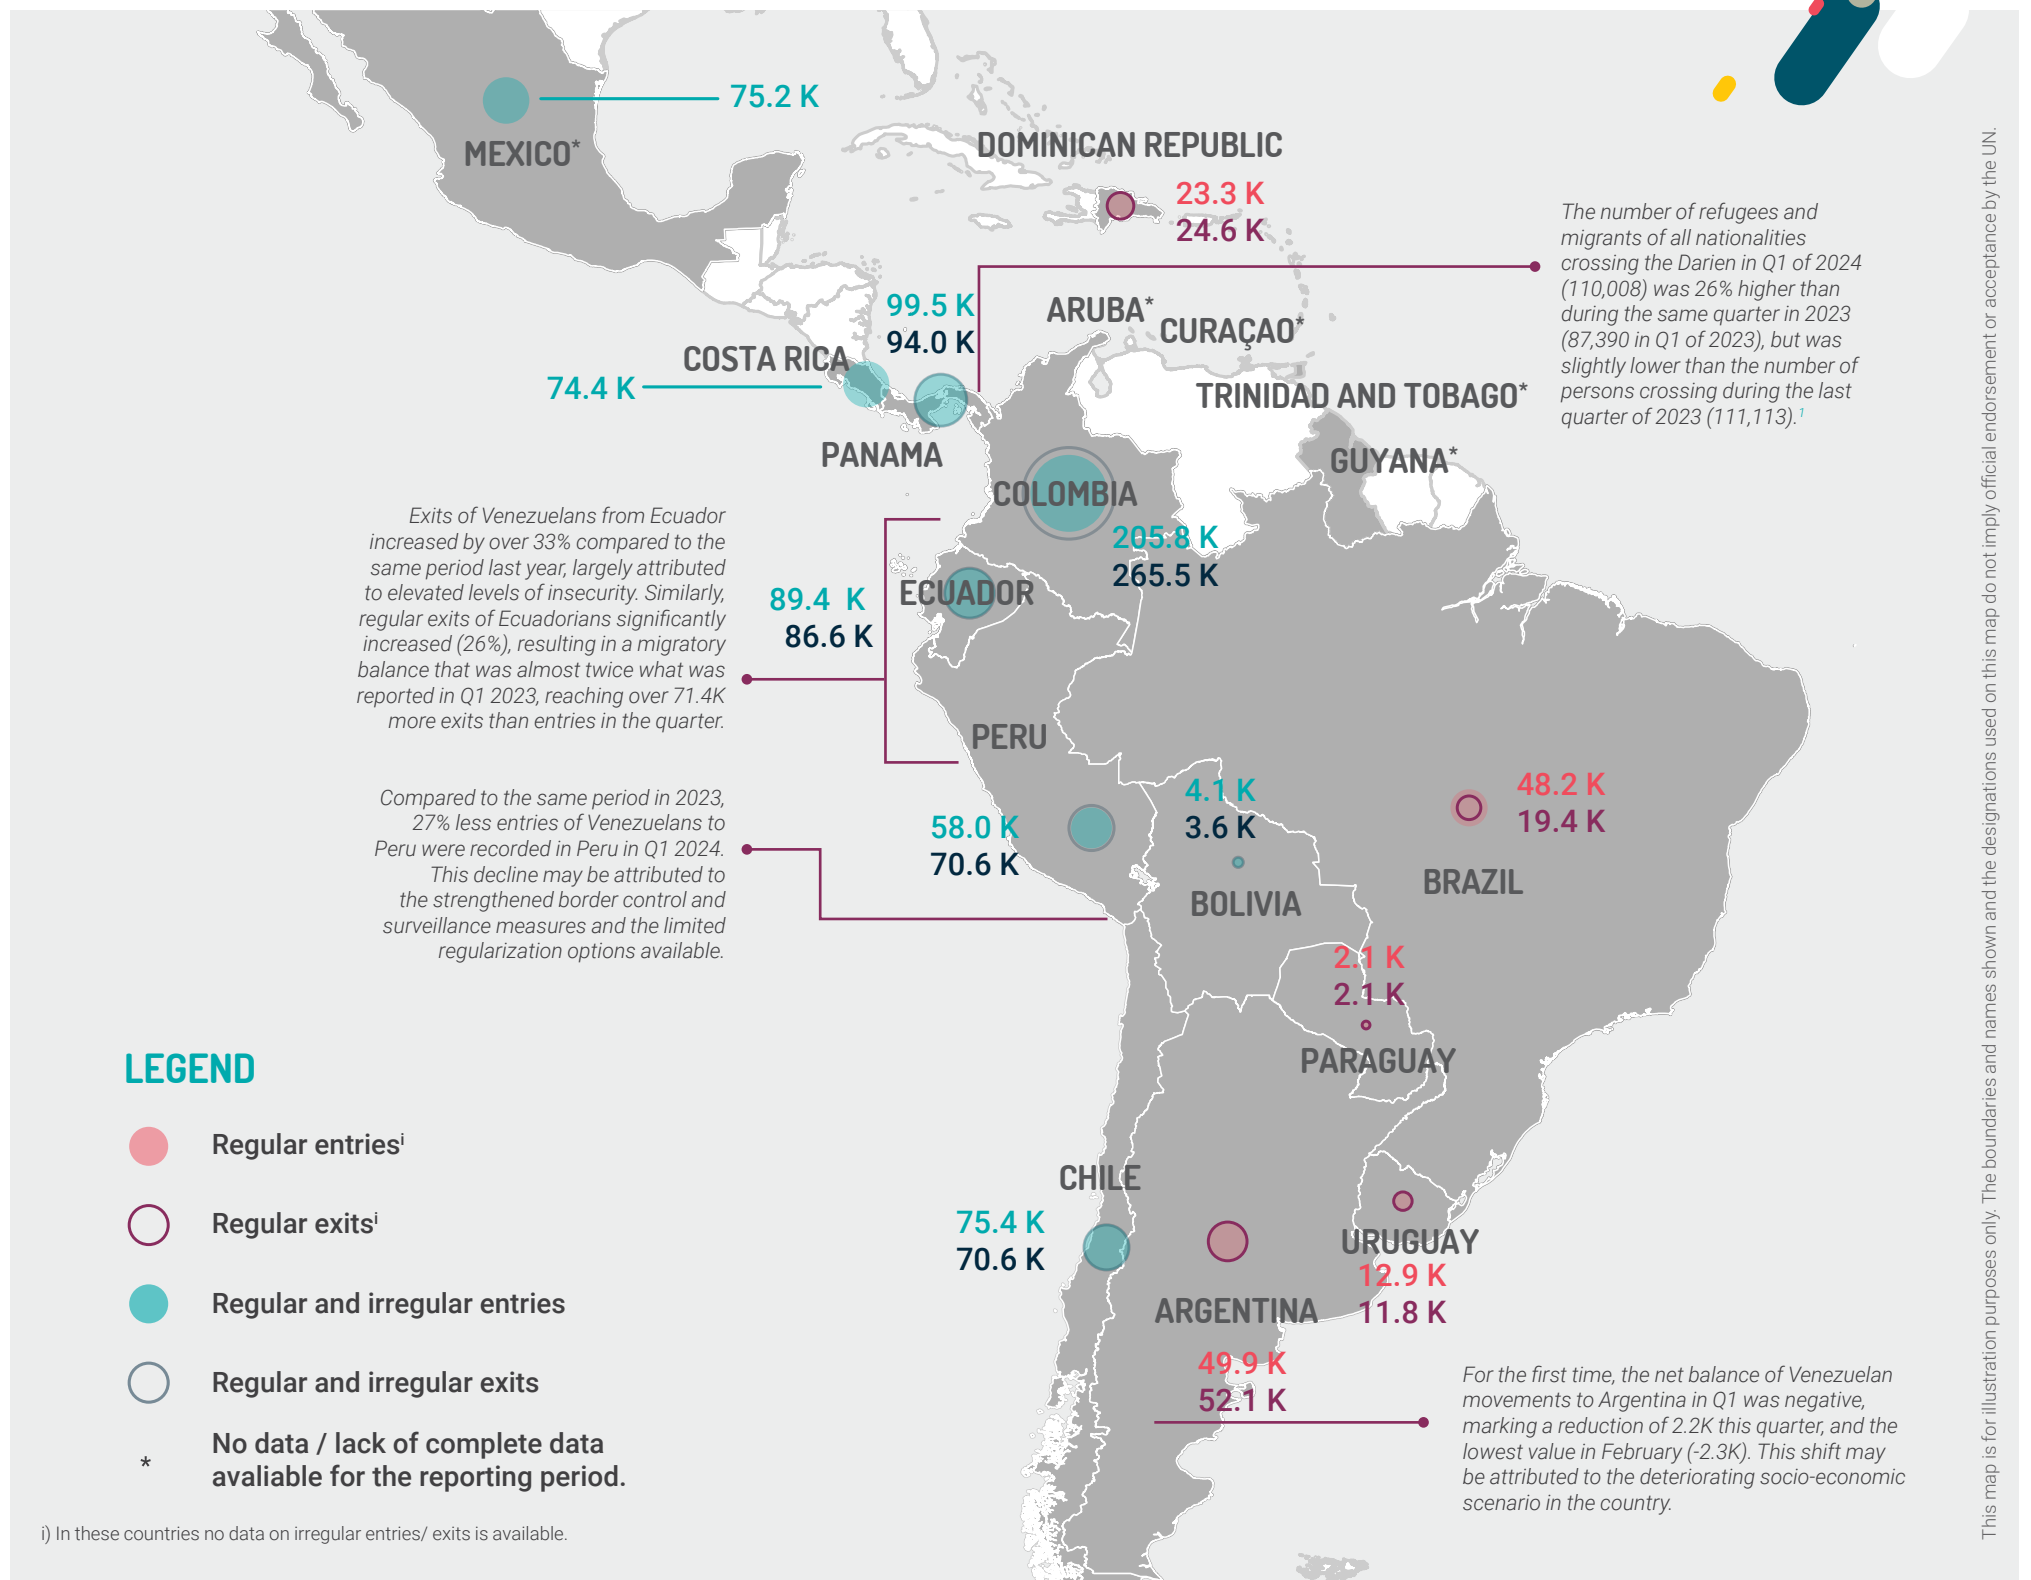 75.2 K
MEXICO*
DOMINICAN REPUBLIC
23.3 K
24.6 K
The number of refugees and
migrants of all nationalities
crossing the Darien in Q1 of 2024
(110,008) was 26% higher than
during the same quarter in 2023
(87,390 in Q1 of 2023), but was
slightly lower than the number of
persons crossing during the last
quarter of 2023 (111,113).¹
99.5 K
94.0 K
ARUBA*
CURAÇAO*
COSTA RICA
74.4 K
TRINIDAD AND TOBAGO*
PANAMA
GUYANA*
COLOMBIA
205.8 K
265.5 K
Exits of Venezuelans from Ecuador
increased by over 33% compared to the
same period last year, largely attributed
to elevated levels of insecurity. Similarly,
regular exits of Ecuadorians significantly
increased (26%), resulting in a migratory
balance that was almost twice what was
reported in Q1 2023, reaching over 71.4K
more exits than entries in the quarter.
ECUADOR
89.4 K
86.6 K
PERU
58.0 K
70.6 K
Compared to the same period in 2023,
27% less entries of Venezuelans to
Peru were recorded in Peru in Q1 2024.
This decline may be attributed to
the strengthened border control and
surveillance measures and the limited
regularization options available.
4.1 K
3.6 K
BOLIVIA
48.2 K
19.4 K
BRAZIL
2.1 K
2.1 K
PARAGUAY
CHILE
75.4 K
70.6 K
URUGUAY
12.9 K
11.8 K
ARGENTINA
49.9 K
52.1 K
For the first time, the net balance of Venezuelan
movements to Argentina in Q1 was negative,
marking a reduction of 2.2K this quarter, and the
lowest value in February (-2.3K). This shift may
be attributed to the deteriorating socio-economic
scenario in the country.
LEGEND
Regular entriesⁱ
Regular exitsⁱ
Regular and irregular entries
Regular and irregular exits
* No data / lack of complete data
avaliable for the reporting period.
i) In these countries no data on irregular entries/ exits is available.
This map is for illustration purposes only. The boundaries and names shown and the designations used on this map do not imply official endorsement or acceptance by the UN.